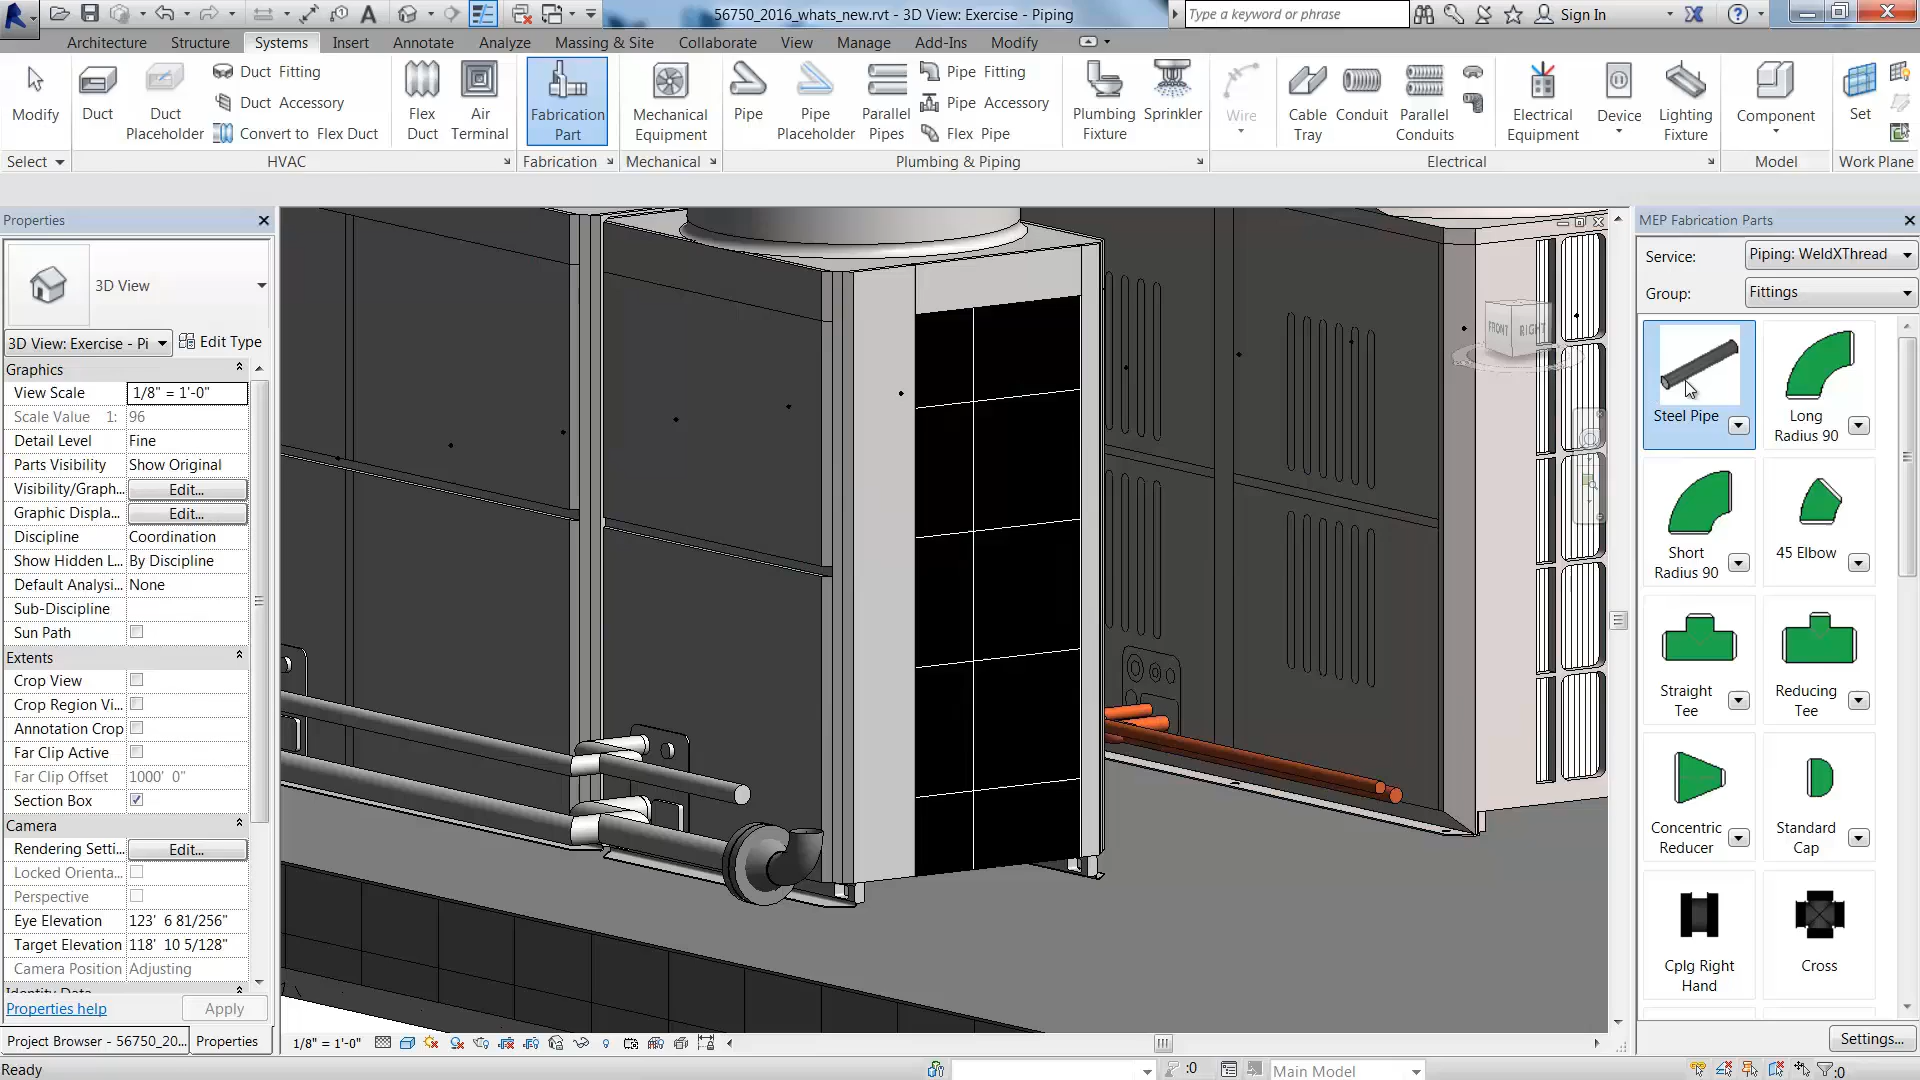 56750_2016_whats_new.rvt - 3D View: Exercise - Piping
Type a keyword or phrase
Sign In
Architecture Structure Systems Insert Annotate Analyze Massing & Site Collaborate View Manage Add-Ins Modify
Modify
Duct
Duct Placeholder
Duct Fitting
Duct Accessory
Convert to Flex Duct
Flex Duct
Air Terminal
Fabrication Part
Mechanical Equipment
Pipe
Pipe Placeholder
Parallel Pipes
Pipe Fitting
Pipe Accessory
Flex Pipe
Plumbing Fixture
Sprinkler
Wire
Cable Tray
Conduit
Parallel Conduits
Electrical Equipment
Device
Lighting Fixture
Component
Set
Select HVAC Fabrication Mechanical Plumbing & Piping Electrical Model Work Plane
Properties
3D View
3D View: Exercise - Pi Edit Type
Graphics
View Scale 1/8" = 1'-0"
Scale Value 1: 96
Detail Level Fine
Parts Visibility Show Original
Visibility/Graph... Edit...
Graphic Displa... Edit...
Discipline Coordination
Show Hidden L... By Discipline
Default Analysi... None
Sub-Discipline
Sun Path
Extents
Crop View
Crop Region Vi...
Annotation Crop
Far Clip Active
Far Clip Offset 1000' 0"
Section Box
Camera
Rendering Setti... Edit...
Locked Orienta...
Perspective
Eye Elevation 123' 6 81/256"
Target Elevation 118' 10 5/128"
Camera Position Adjusting
Identity Data
Properties help Apply
Project Browser - 56750_20... Properties
FRONT RIGHT
1/8" = 1'-0"
MEP Fabrication Parts
Service: Piping: WeldXThread
Group: Fittings
Steel Pipe
Long Radius 90
Short Radius 90
45 Elbow
Straight Tee
Reducing Tee
Concentric Reducer
Standard Cap
Cplg Right Hand
Cross
Settings...
Ready
:0
Main Model
:0